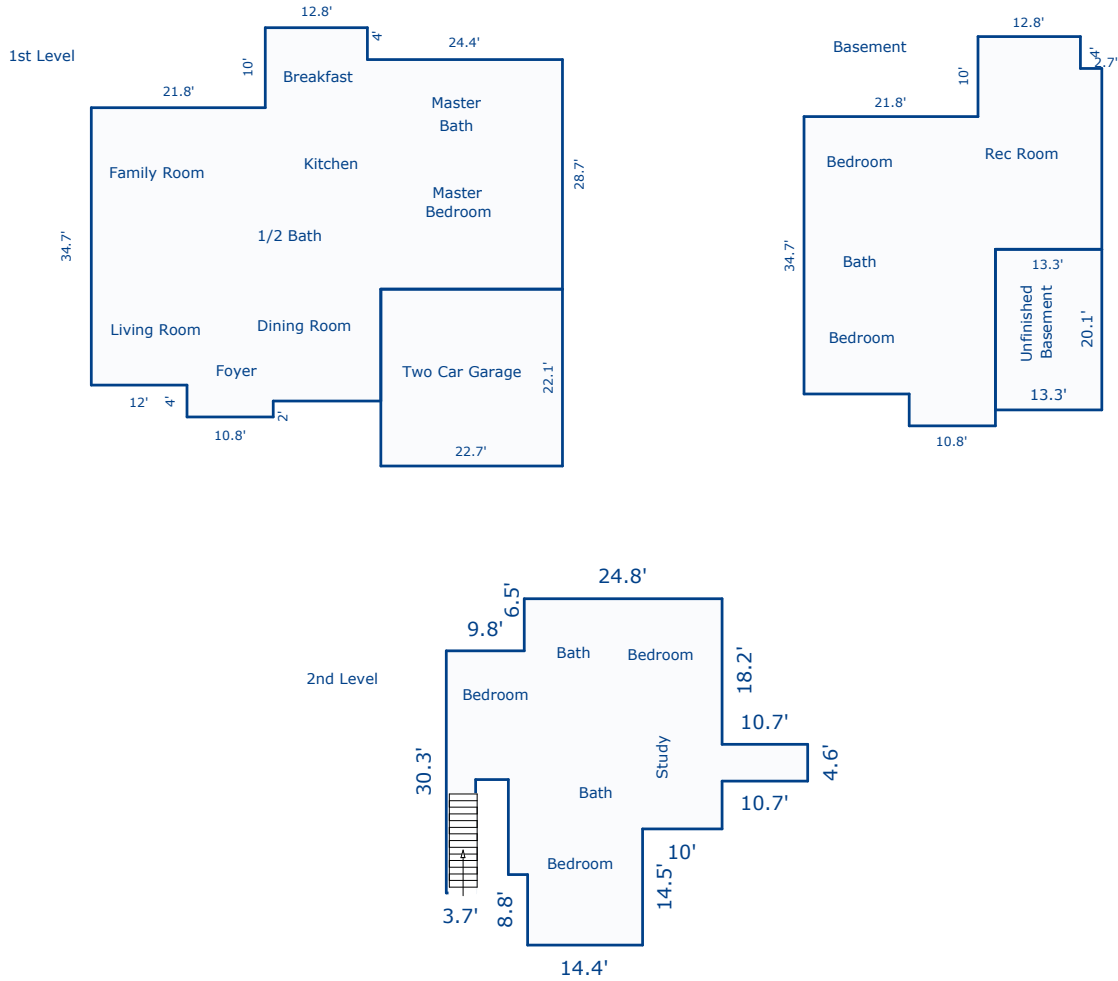 12.8'
4'
24.4'
1st Level
10'
Breakfast
21.8'
Master
Bath
Kitchen
Family Room
28.7'
Master
Bedroom
1/2 Bath
34.7'
Living Room
Dining Room
Foyer
Two Car Garage
22.1'
12'
4'
2'
10.8'
22.7'
Basement
12.8'
4'
2.7'
10'
21.8'
Rec Room
Bedroom
34.7'
Bath
13.3'
Unfinished
Basement
20.1'
Bedroom
13.3'
10.8'
24.8'
6.5'
9.8'
Bath
Bedroom
18.2'
2nd Level
Bedroom
10.7'
Study
4.6'
30.3'
Bath
10.7'
10'
Bedroom
14.5'
3.7'
8.8'
14.4'